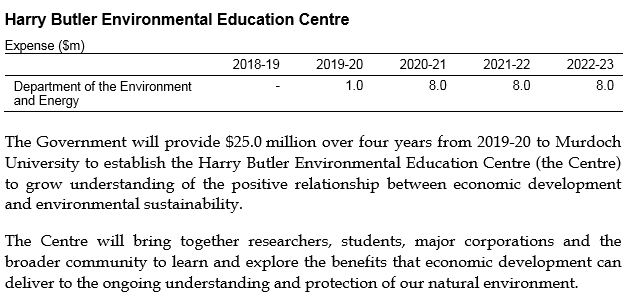 Harry Butler Environmental Education Centre
Expense ($m)
2018-19 2019-20 2020-21 2021-22 2022-23
Department of the Environment
and Energy - 1.0 8.0 8.0 8.0
The Government will provide $25.0 million over four years from 2019-20 to Murdoch
University to establish the Harry Butler Environmental Education Centre (the Centre)
to grow understanding of the positive relationship between economic development
and environmental sustainability.
The Centre will bring together researchers, students, major corporations and the
broader community to learn and explore the benefits that economic development can
deliver to the ongoing understanding and protection of our natural environment.